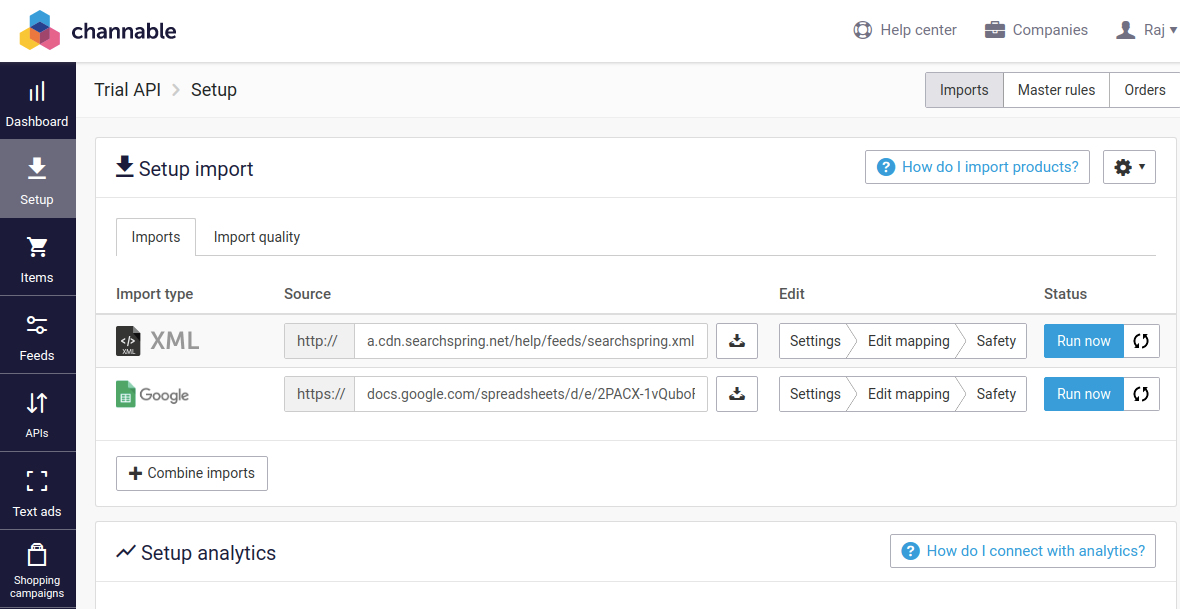 channable
Help center
Companies
Raj
Dashboard
Setup
Items
Feeds
APIs
Text ads
Shopping
campaigns
Trial API > Setup
Imports
Master rules
Orders
Setup import
? How do I import products?
Imports
Import quality
Import type
Source
Edit
Status
</> XML
XML
http://
a.cdn.searchspring.net/help/feeds/searchspring.xml
Settings
Edit mapping
Safety
Run now
Google
https://
docs.google.com/spreadsheets/d/e/2PACX-1vQuboF
Settings
Edit mapping
Safety
Run now
+ Combine imports
Setup analytics
? How do I connect with analytics?